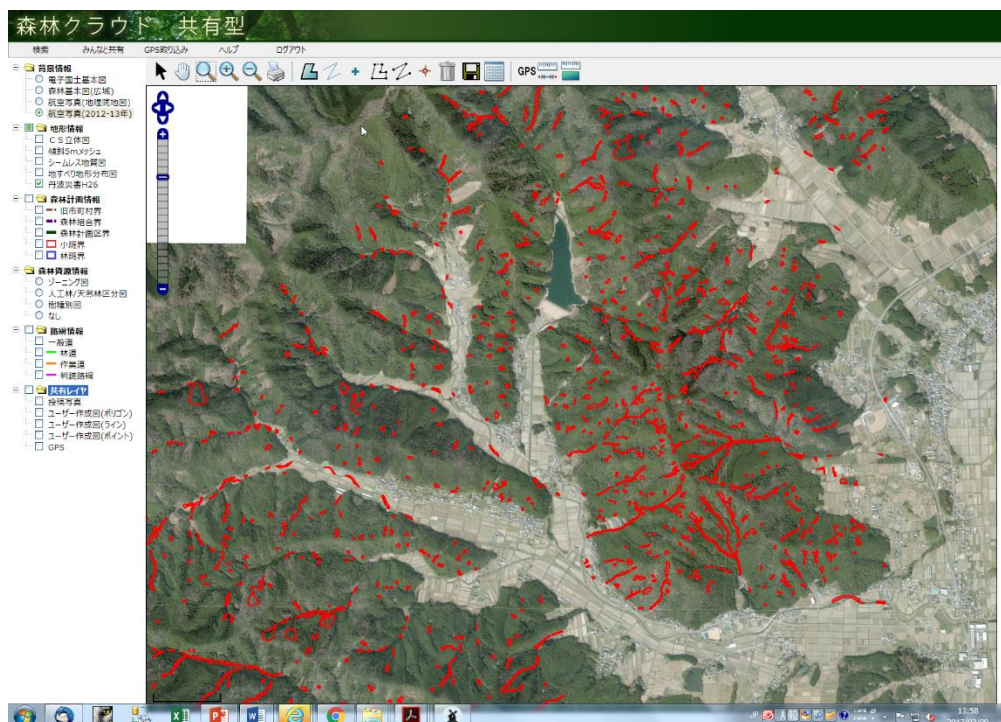 森林クラウド 共有型
検索 みんなと共有 GPS取り込み ヘルプ ログアウト
GPS
背景情報
電子国土基本図
森林基本図(広域)
航空写真(地理院地図)
航空写真(2012-13年)
地形情報
CS立体図
傾斜5mメッシュ
シームレス地質図
地すべり地形分布図
丹波災害H26
森林計画情報
旧市町村界
森林組合界
森林計画区界
小班界
林班界
森林資源情報
ゾーニング図
人工林/天然林区分図
樹種別図
なし
路網情報
一般道
林道
作業道
判読路網
共有レイヤ
投稿写真
ユーザー作成図(ポリゴン)
ユーザー作成図(ライン)
ユーザー作成図(ポイント)
GPS
13:58